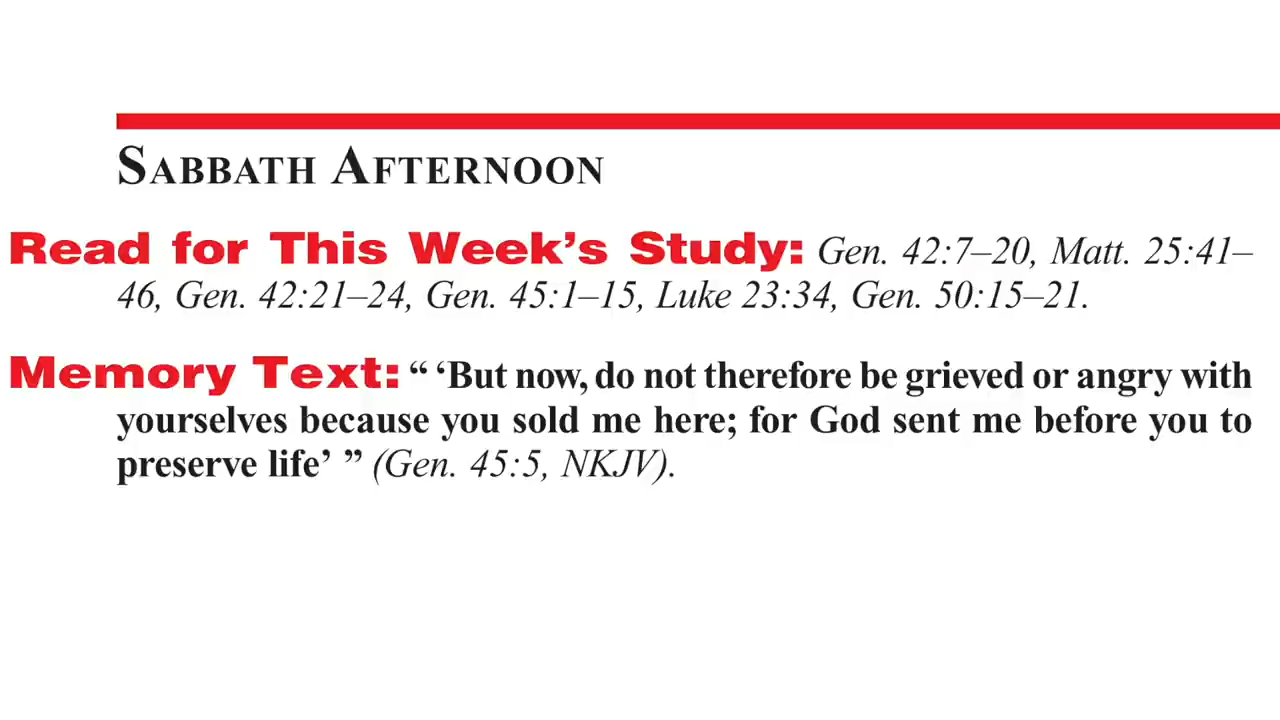 SABBATH AFTERNOON
Read for This Week’s Study: Gen. 42:7–20, Matt. 25:41–
46, Gen. 42:21–24, Gen. 45:1–15, Luke 23:34, Gen. 50:15–21.
Memory Text: “ ‘But now, do not therefore be grieved or angry with
yourselves because you sold me here; for God sent me before you to
preserve life’ ” (Gen. 45:5, NKJV).